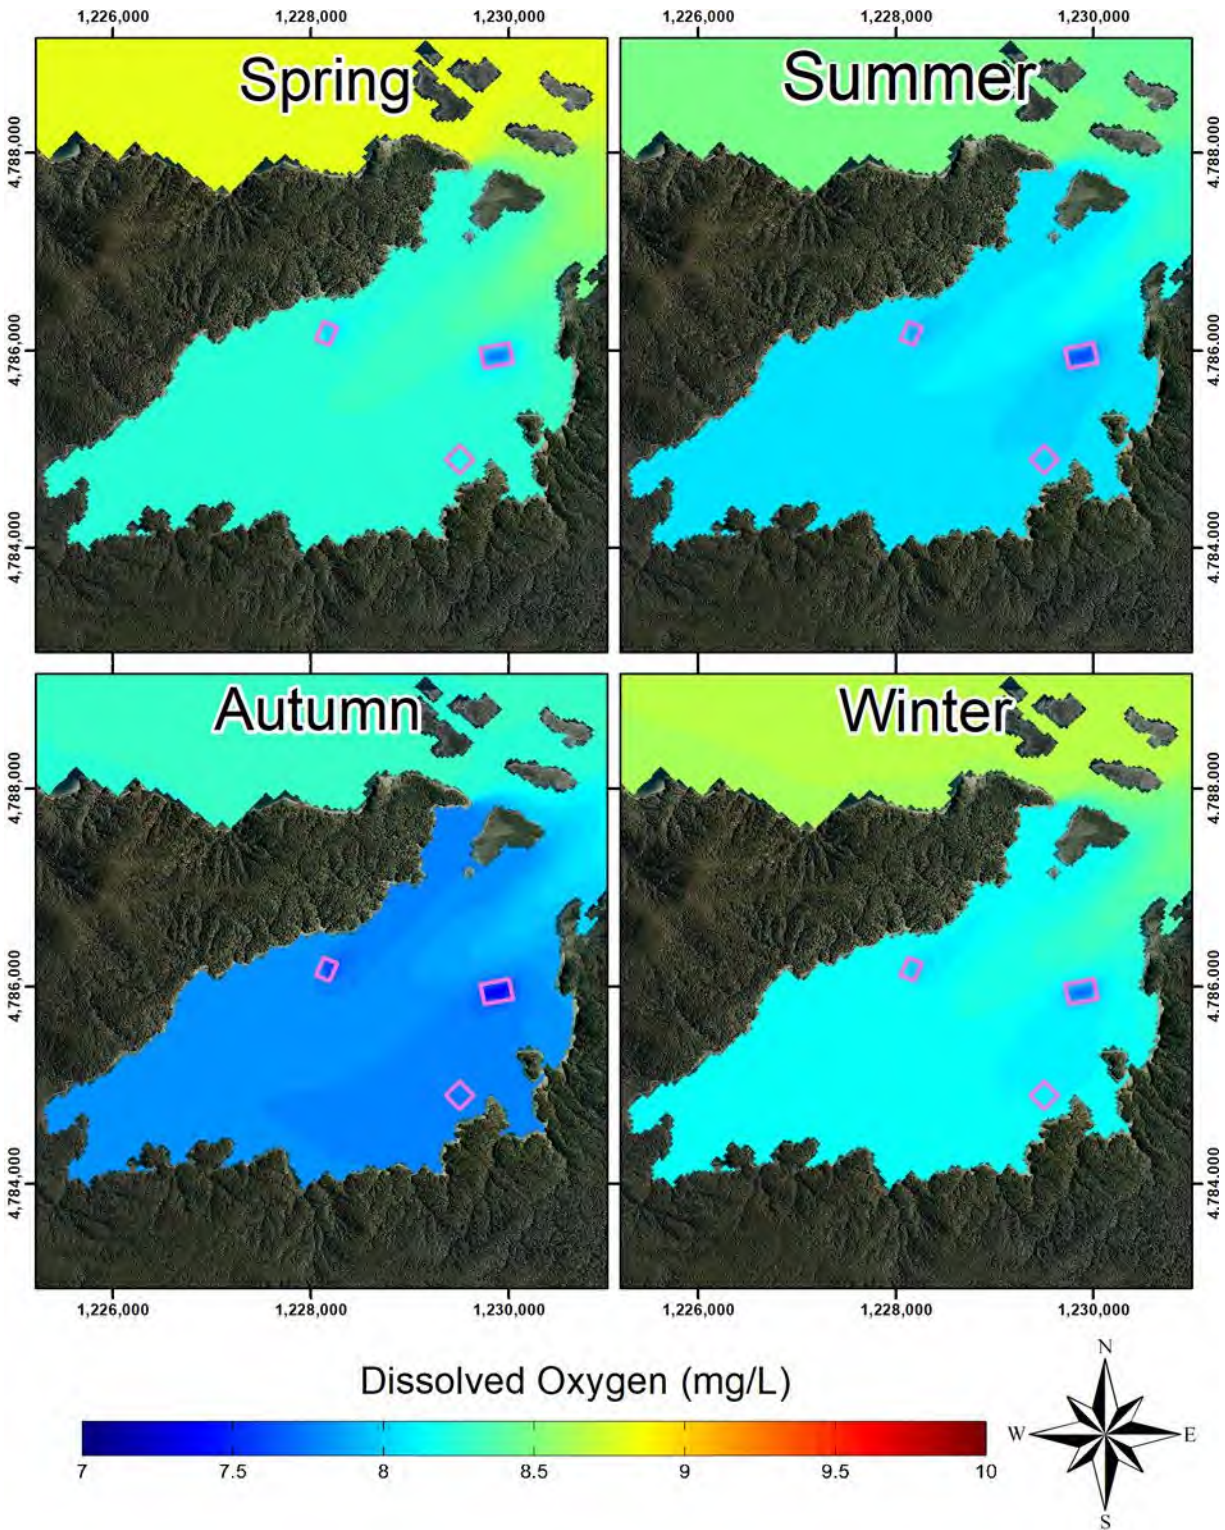 1,226,000 1,228,000 1,230,000 1,226,000 1,228,000 1,230,000
Spring Summer
4,788,000 4,788,000
4,786,000 4,786,000
4,784,000 4,784,000
Autumn Winter
4,788,000 4,788,000
4,786,000 4,786,000
4,784,000 4,784,000
1,226,000 1,228,000 1,230,000 1,226,000 1,228,000 1,230,000
Dissolved Oxygen (mg/L)
7 7.5 8 8.5 9 9.5 10
N
W E
S